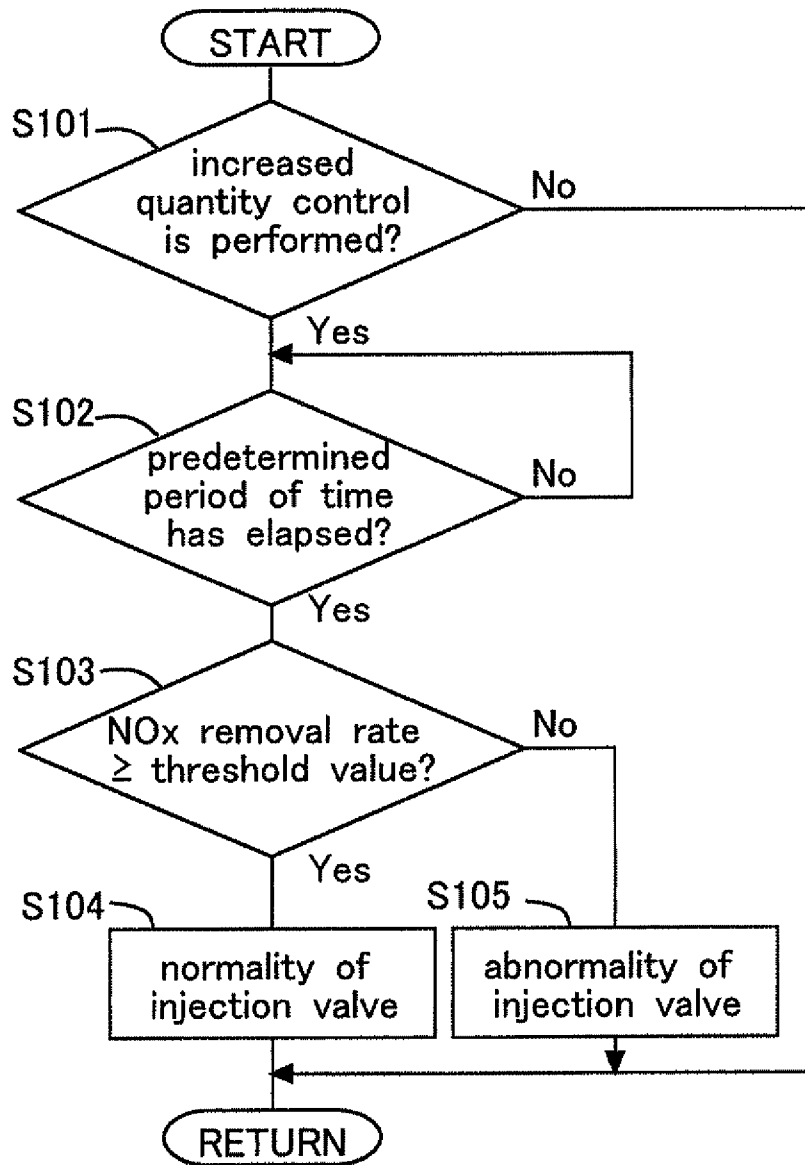 START
S101
increased
quantity control
is performed?
No
Yes
S102
predetermined
period of time
has elapsed?
No
Yes
S103
NOx removal rate
≥ threshold value?
No
Yes
S104
normality of
injection valve
S105
abnormality of
injection valve
RETURN